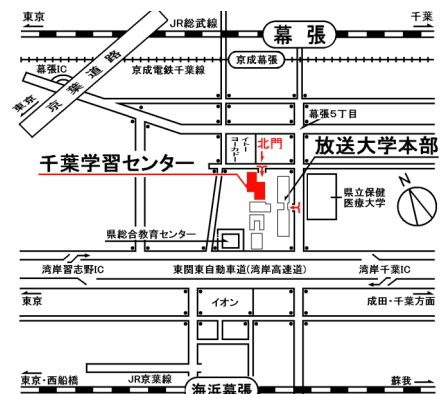 東京
JR総武線
千葉
幕張
京成幕張
幕張IC
京成電鉄千葉線
京葉道路
東京
幕張5丁目
イトーヨーカドー
北門
放送大学本部
千葉学習センター
N
県立保健
医療大学
県総合教育センター
湾岸習志野IC
東関東自動車道(湾岸高速道)
湾岸千葉IC
東京
イオン
成田・千葉方面
東京・西船橋
JR京葉線
海浜幕張
蘇我